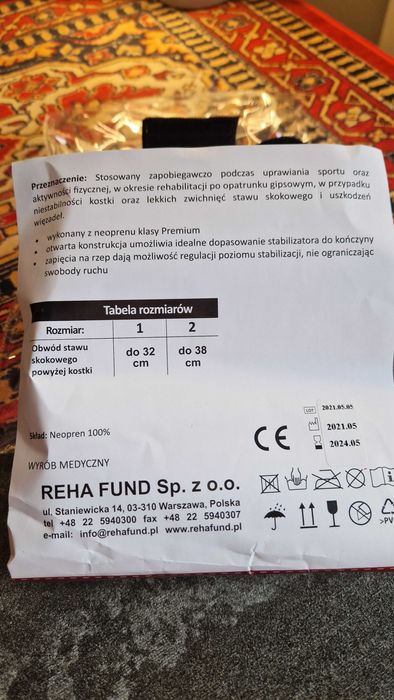 Przeznaczenie: Stosowany zapobiegawczo podczas uprawiania sportu oraz
aktywności fizycznej, w okresie rehabilitacji po opatrunku gipsowym, w przypadku
niestabilności kostki oraz lekkich zwichnięć stawu skokowego i uszkodzeń
więzadeł.
• wykonany z neoprenu klasy Premium
• otwarta konstrukcja umożliwia idealne dopasowanie stabilizatora do kończyny
• zapięcia na rzep dają możliwość regulacji poziomu stabilizacji, nie ograniczając
swobody ruchu
Tabela rozmiarów
Rozmiar: 1 2
Obwód stawu
skokowego
powyżej kostki
do 32
cm
do 38
cm
LOT 2021.05.05
2021.05
2024.05
Skład: Neopren 100%
CE
WYRÓB MEDYCZNY
REHA FUND Sp. z o.o.
ul. Staniewicka 14, 03-310 Warszawa, Polska
tel +48 22 5940300 fax +48 22 5940307
e-mail: info@rehafund.pl www.rehafund.pl